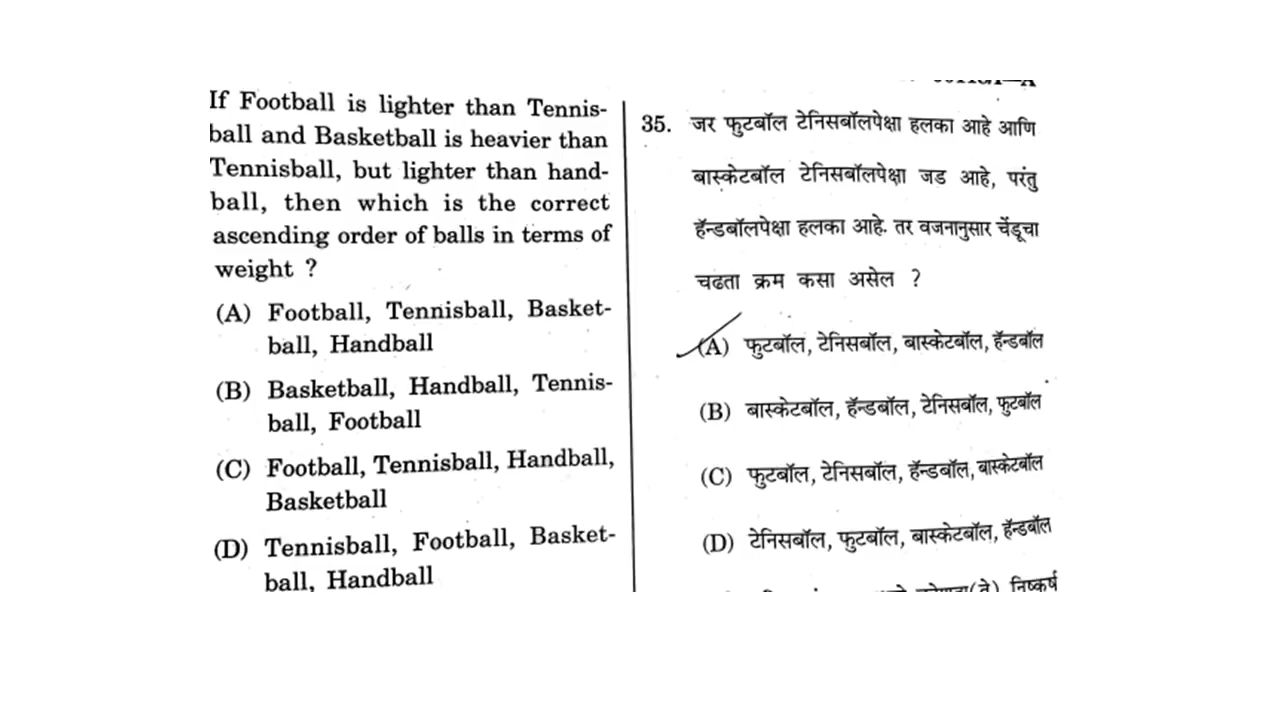 If Football is lighter than Tennis-
ball and Basketball is heavier than
Tennisball, but lighter than hand-
ball, then which is the correct
ascending order of balls in terms of
weight ?
(A) Football, Tennisball, Basket-
ball, Handball
(B) Basketball, Handball, Tennis-
ball, Football
(C) Football, Tennisball, Handball,
Basketball
(D) Tennisball, Football, Basket-
ball, Handball
35. जर फुटबॉल टेनिसबॉलपेक्षा हलका आहे आणि
बास्केटबॉल टेनिसबॉलपेक्षा जड आहे, परंतु
हॅन्डबॉलपेक्षा हलका आहे. तर वजनानुसार चेंडूचा
चढता क्रम कसा असेल ?
(A) फुटबॉल, टेनिसबॉल, बास्केटबॉल, हॅन्डबॉल
(B) बास्केटबॉल, हॅन्डबॉल, टेनिसबॉल, फुटबॉल
(C) फुटबॉल, टेनिसबॉल, हॅन्डबॉल, बास्केटबॉल
(D) टेनिसबॉल, फुटबॉल, बास्केटबॉल, हॅन्डबॉल
निष्कर्ष